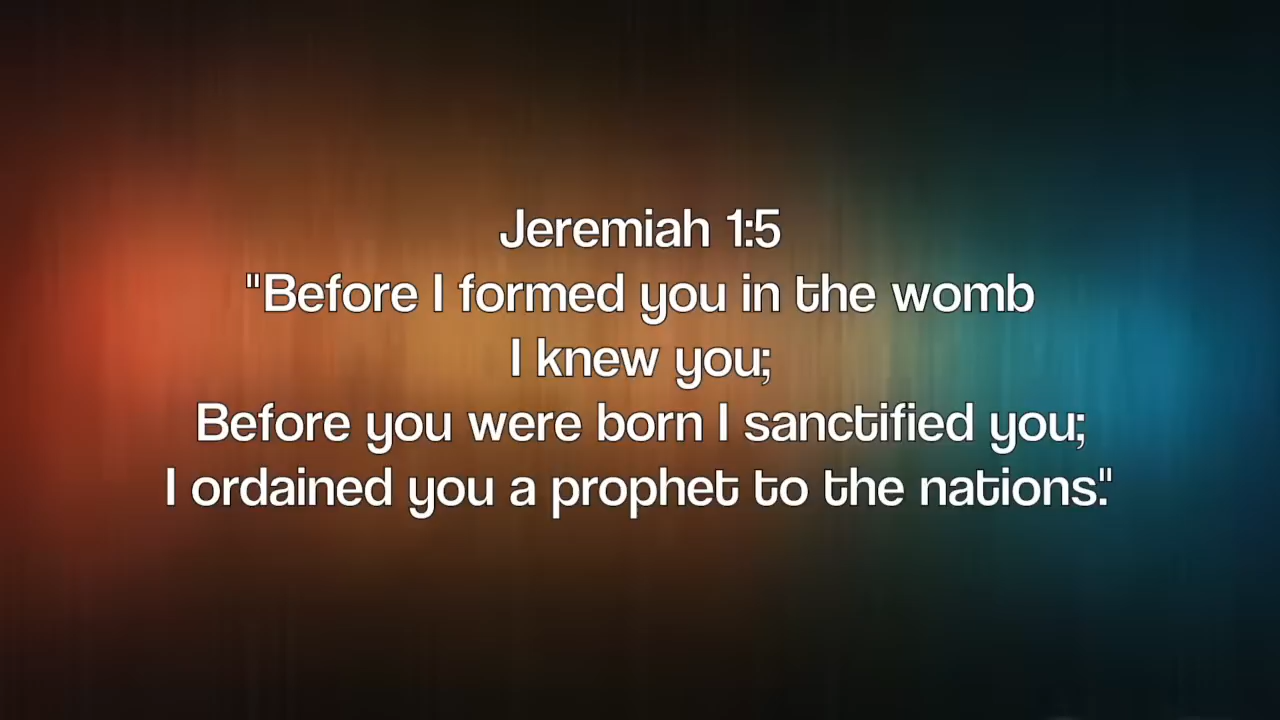 Jeremiah 1:5
"Before I formed you in the womb
I knew you;
Before you were born I sanctified you;
I ordained you a prophet to the nations."